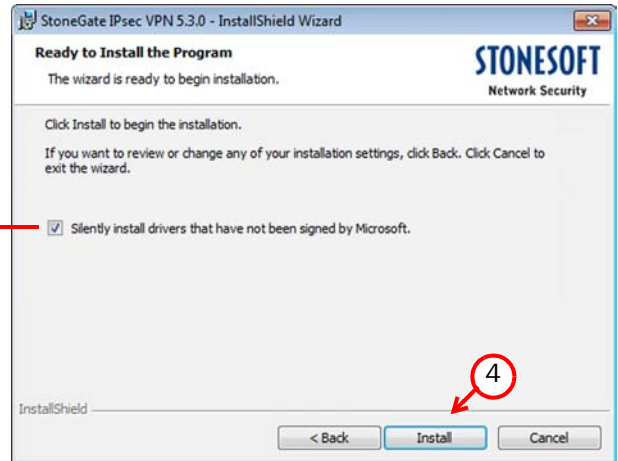 StoneGate IPsec VPN 5.3.0 - InstallShield Wizard
Ready to Install the Program
The wizard is ready to begin installation.
STONESOFT
Network Security
Click Install to begin the installation.
If you want to review or change any of your installation settings, click Back. Click Cancel to
exit the wizard.
Silently install drivers that have not been signed by Microsoft.
4
InstallShield
< Back
Install
Cancel